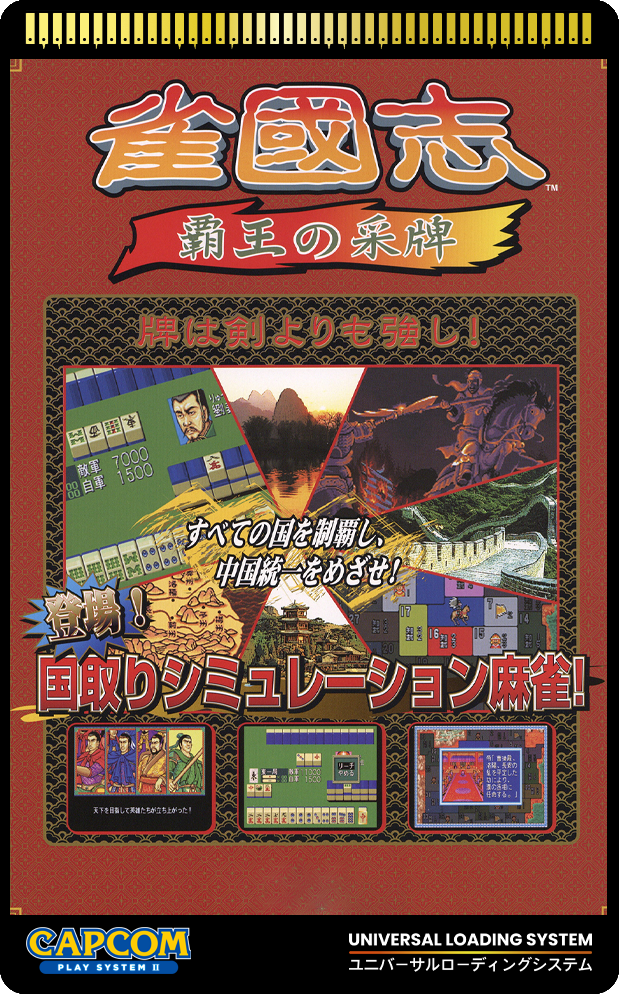 雀國志
TM
覇王の采牌
牌は剣よりも強し!
敵軍 7000
自軍 1500
すべての国を制覇し、
中国統一をめざせ!
登場!
国取りシミュレーション麻雀!
天下を目指して英雄たちが立ち上がった!
リーチ
やめる
CAPCOM
PLAY SYSTEM II
UNIVERSAL LOADING SYSTEM
ユニバーサルローディングシステム